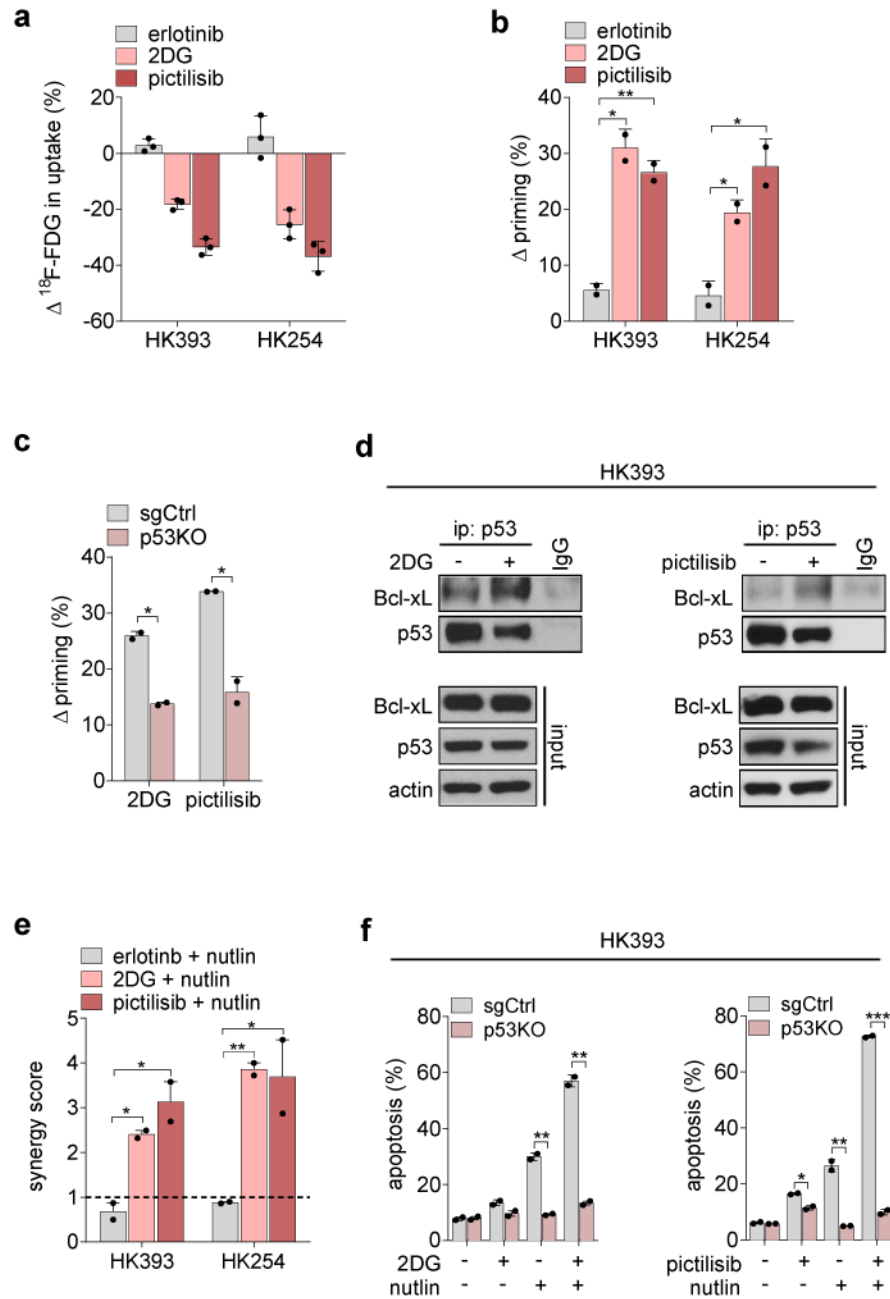 a
erlotinib
2DG
pictilisib
Δ ¹⁸F-FDG in uptake (%)
20
0
-20
-40
-60
HK393
HK254
b
erlotinib
2DG
pictilisib
Δ priming (%)
40
30
20
10
0
**
*
*
*
HK393
HK254
c
sgCtrl
p53KO
Δ priming (%)
40
30
20
10
0
*
*
2DG
pictilisib
d
HK393
ip: p53
IgG
2DG - +
Bcl-xL
p53
Bcl-xL
p53
actin
input
ip: p53
IgG
pictilisib - +
Bcl-xL
p53
Bcl-xL
p53
actin
input
e
erlotinb + nutlin
2DG + nutlin
pictilisib + nutlin
synergy score
5
4
3
2
1
0
*
*
*
**
HK393
HK254
f
HK393
sgCtrl
p53KO
apoptosis (%)
80
60
40
20
0
**
**
2DG - + - +
nutlin - - + +
sgCtrl
p53KO
apoptosis (%)
80
60
40
20
0
*
**
***
pictilisib - + - +
nutlin - - + +